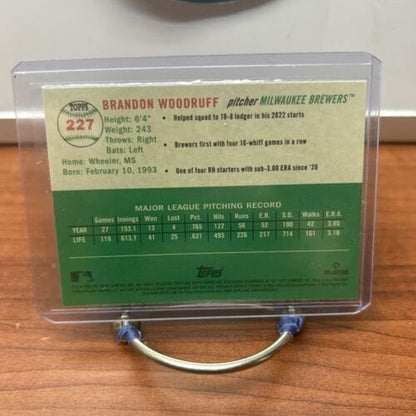 TOPPS
227
BRANDON WOODRUFF pitcher MILWAUKEE BREWERS™
Height: 6'4"
Weight: 243
Throws: Right
Bats: Left
Home: Wheeler, MS
Born: February 10, 1993
• Helped squad to 19-8 ledger in his 2022 starts
• Brewers first with four 10-whiff games in a row
• One of four RH starters with sub-3.00 ERA since '20
MAJOR LEAGUE PITCHING RECORD
Games Innings Won Lost Pct. Hits Runs E.R. S.O. Walks E.R.A.
YEAR 27 153.1 13 4 .765 122 56 52 190 42 3.05
LIFE 119 613.1 41 25 .621 495 226 217 714 161 3.18
TOPPS